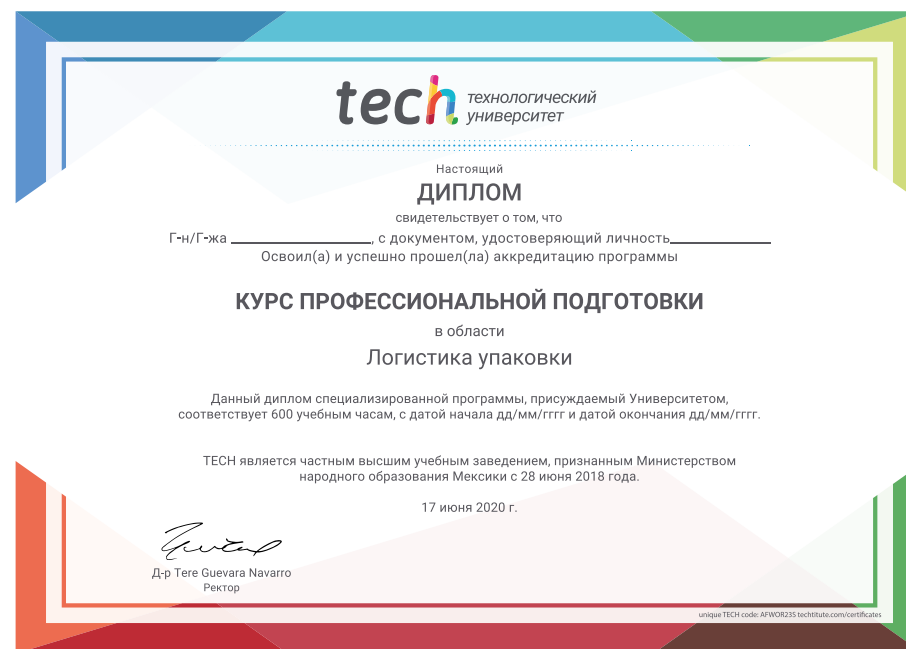 tech технологический
университет
Настоящий
ДИПЛОМ
свидетельствует о том, что
Г-н/Г-жа ____________________, с документом, удостоверяющий личность______________
Освоил(а) и успешно прошел(ла) аккредитацию программы
КУРС ПРОФЕССИОНАЛЬНОЙ ПОДГОТОВКИ
в области
Логистика упаковки
Данный диплом специализированной программы, присуждаемый Университетом,
соответствует 600 учебным часам, с датой начала дд/мм/гггг и датой окончания дд/мм/гггг.
TECH является частным высшим учебным заведением, признанным Министерством
народного образования Мексики с 28 июня 2018 года.
17 июня 2020 г.
Д-р Tere Guevara Navarro
Ректор
unique TECH code: AFWOR23S techtitute.com/certificates